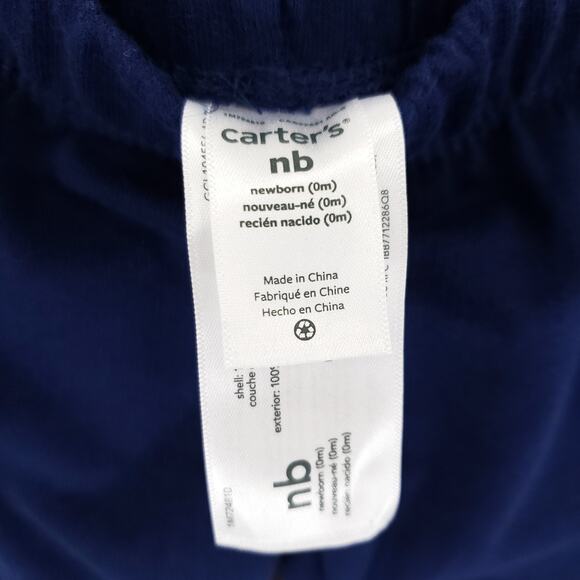 carter's®
nb
newborn (0m)
nouveau-né (0m)
recién nacido (0m)
Made in China
Fabriqué en Chine
Hecho en China
shell:
couche
exterior: 100%
nb
newborn (0m)
nouveau-né (0m)
recién nacido (0m)